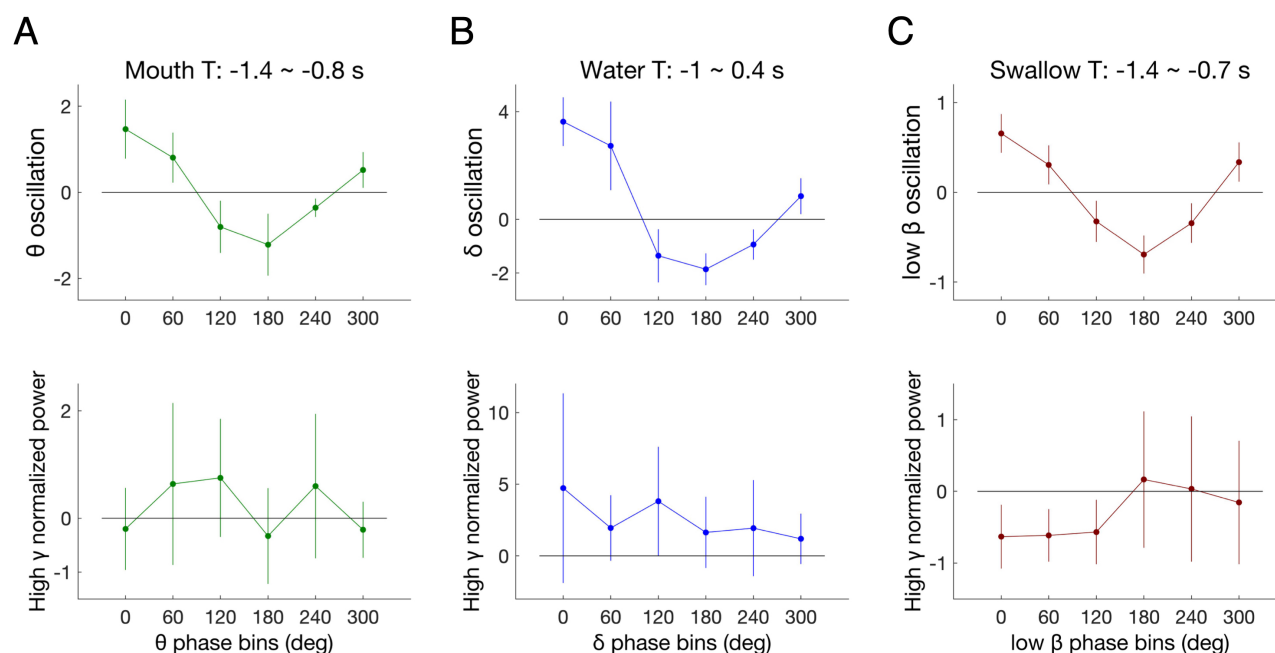 A
Mouth T: -1.4 ~ -0.8 s
θ oscillation
2
0
-2
0 60 120 180 240 300
High γ normalized power
2
0
-1
0 60 120 180 240 300
θ phase bins (deg)
B
Water T: -1 ~ 0.4 s
δ oscillation
4
0
-2
0 60 120 180 240 300
High γ normalized power
10
5
0
0 60 120 180 240 300
δ phase bins (deg)
C
Swallow T: -1.4 ~ -0.7 s
low β oscillation
1
0
-1
0 60 120 180 240 300
High γ normalized power
1
0
-1
0 60 120 180 240 300
low β phase bins (deg)